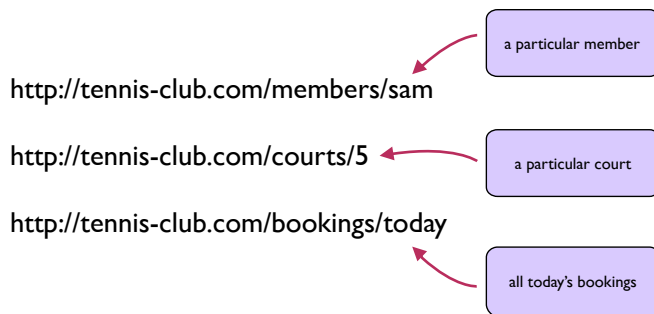 a particular member
http://tennis-club.com/members/sam
http://tennis-club.com/courts/5
a particular court
http://tennis-club.com/bookings/today
all today's bookings